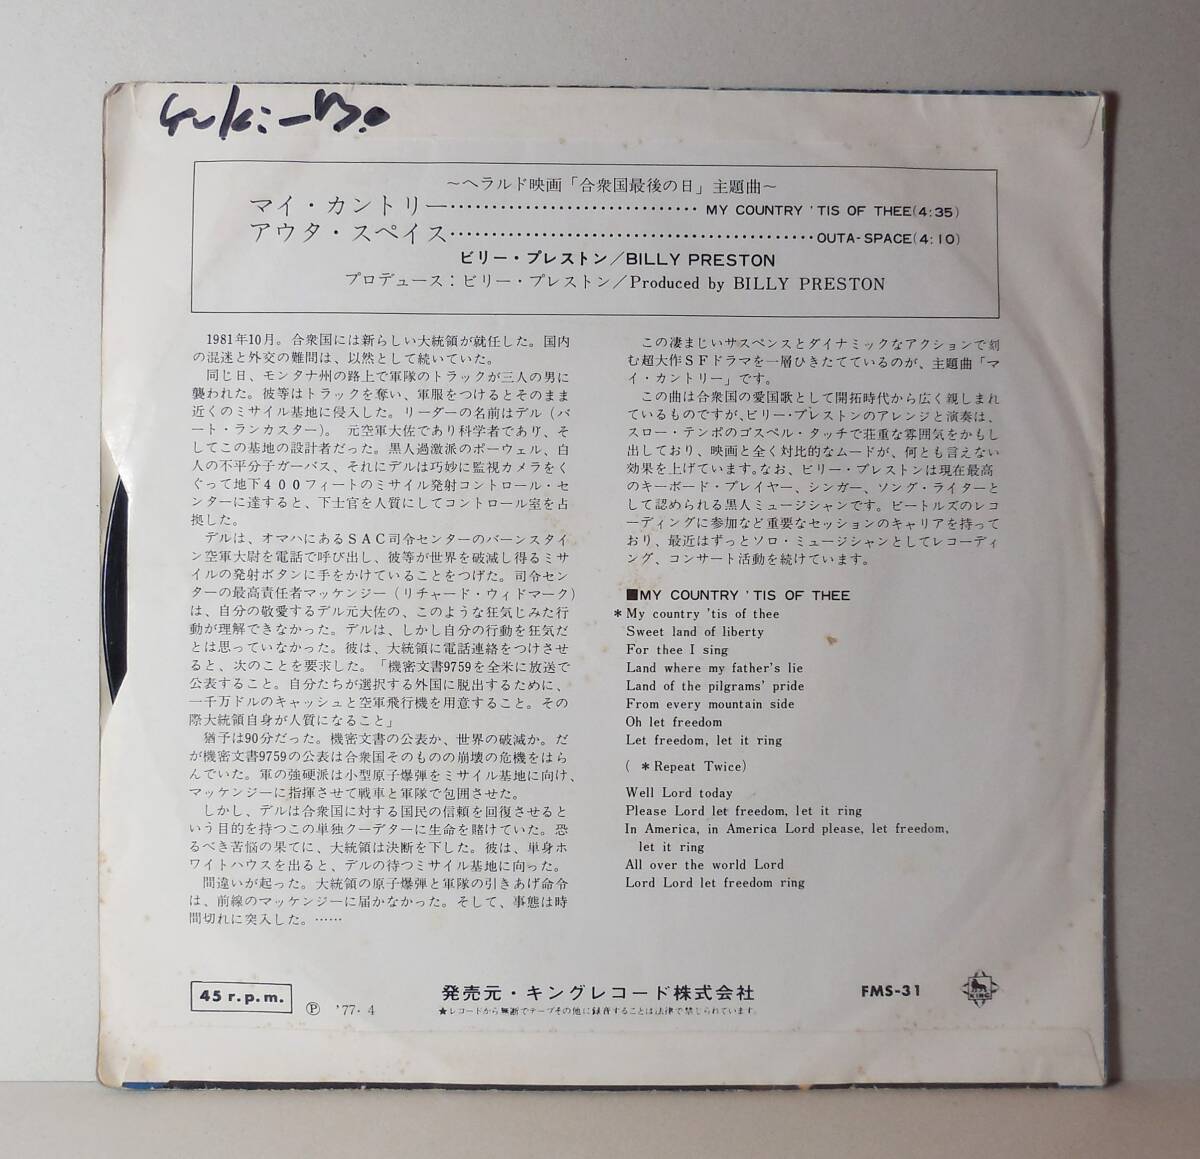 ～ヘラルド映画「合衆国最後の日」主題曲～
マイ・カントリー……………………………MY COUNTRY 'TIS OF THEE(4:35)
アウタ・スペイス……………………………………OUTA-SPACE(4:10)
ビリー・プレストン／BILLY PRESTON
プロデュース：ビリー・プレストン／Produced by BILLY PRESTON
1981年10月。合衆国には新らしい大統領が就任した。国内
の混迷と外交の難問は、以然として続いていた。
同じ日、モンタナ州の路上で軍隊のトラックが三人の男に
襲われた。彼等はトラックを奪い、軍服をつけるとそのまま
近くのミサイル基地に侵入した。リーダーの名前はデル（バ
ート・ランカスター）。元空軍大佐であり科学者であり、そ
してこの基地の設計者だった。黒人過激派のポーウェル、白
人の不平分子ガーバス、それにデルは巧妙に監視カメラをく
ぐって地下400フィートのミサイル発射コントロール・セ
ンターに達すると、下士官を人質にしてコントロール室を占
拠した。
デルは、オマハにあるSAC司令センターのバーンスタイ
ン空軍大尉を電話で呼び出し、彼等が世界を破滅し得るミサ
イルの発射ボタンに手をかけていることをつげた。司令セン
ターの最高責任者マッケンジー（リチャード・ウィドマーク）
は、自分の敬愛するデル元大佐の、このような狂気じみた行
動が理解できなかった。デルは、しかし自分の行動を狂気だ
とは思っていなかった。彼は、大統領に電話連絡をつけさせ
ると、次のことを要求した。「機密文書9759を全米に放送で
公表すること。自分たちが選択する外国に脱出するために、
一千万ドルのキャッシュと空軍飛行機を用意すること。その
際大統領自身が人質になること」
猶予は90分だった。機密文書の公表か、世界の破滅か。だ
が機密文書9759の公表は合衆国そのものの崩壊の危機をはら
んでいた。軍の強硬派は小型原子爆弾をミサイル基地に向け、
マッケンジーに指揮させて戦車と軍隊で包囲させた。
しかし、デルは合衆国に対する国民の信頼を回復させると
いう目的を持つこの単独クーデターに生命を賭けていた。恐
るべき苦悩の果てに、大統領は決断を下した。彼は、単身ホ
ワイトハウスを出ると、デルの待つミサイル基地に向った。
間違いが起った。大統領の原子爆弾と軍隊の引きあげ命令
は、前線のマッケンジーに届かなかった。そして、事態は時
間切れに突入した。……
この凄まじいサスペンスとダイナミックなアクションで刻
む超大作SFドラマを一層ひきたてているのが、主題曲「マ
イ・カントリー」です。
この曲は合衆国の愛国歌として開拓時代から広く親しまれ
ているものですが、ビリー・プレストンのアレンジと演奏は、
スロー・テンポのゴスペル・タッチで荘重な雰囲気をかもし
出しており、映画と全く対比的なムードが、何とも言えない
効果を上げています。なお、ビリー・プレストンは現在最高
のキーボード・プレイヤー、シンガー、ソング・ライターと
して認められる黒人ミュージシャンです。ビートルズのレコ
ーディングに参加など重要なセッションのキャリアを持って
おり、最近はずっとソロ・ミュージシャンとしてレコーディ
ング、コンサート活動を続けています。
■MY COUNTRY 'TIS OF THEE
＊My country 'tis of thee
Sweet land of liberty
For thee I sing
Land where my father's lie
Land of the pilgrams' pride
From every mountain side
Oh let freedom
Let freedom, let it ring
(＊Repeat Twice)
Well Lord today
Please Lord let freedom, let it ring
In America, in America Lord please, let freedom,
let it ring
All over the world Lord
Lord Lord let freedom ring
45 r.p.m.
Ⓟ '77・4
発売元・キングレコード株式会社
★レコードから無断でテープその他に録音することは法律で禁じられています。
FMS-31
KING